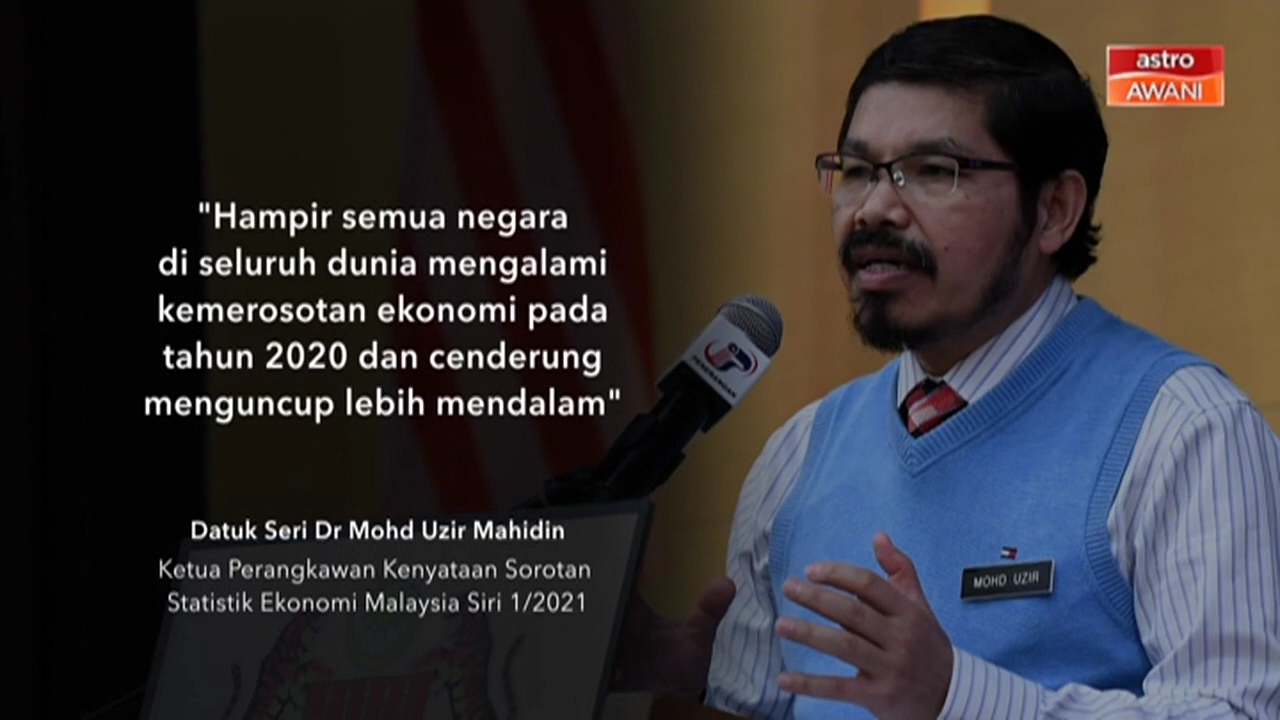 astro
AWANI
"Hampir semua negara
di seluruh dunia mengalami
kemerosotan ekonomi pada
tahun 2020 dan cenderung
menguncup lebih mendalam"
Datuk Seri Dr Mohd Uzir Mahidin
Ketua Perangkawan Kenyataan Sorotan
Statistik Ekonomi Malaysia Siri 1/2021
PENERANGAN
MOHD UZIR